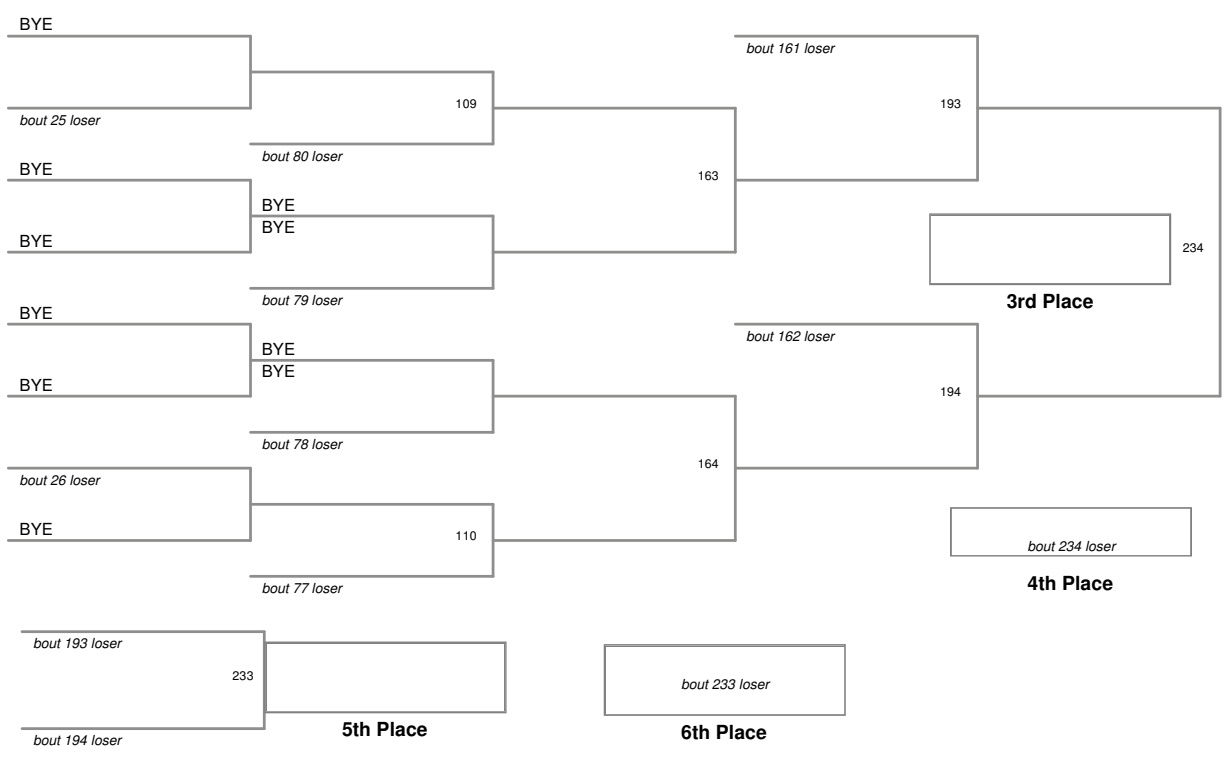 BYE
bout 161 loser
109
193
bout 25 loser
bout 80 loser
BYE
163
BYE
BYE
BYE
234
bout 79 loser
3rd Place
BYE
bout 162 loser
BYE
BYE
BYE
194
bout 78 loser
164
bout 26 loser
BYE
110
bout 234 loser
bout 77 loser
4th Place
bout 193 loser
233
bout 233 loser
5th Place
6th Place
bout 194 loser